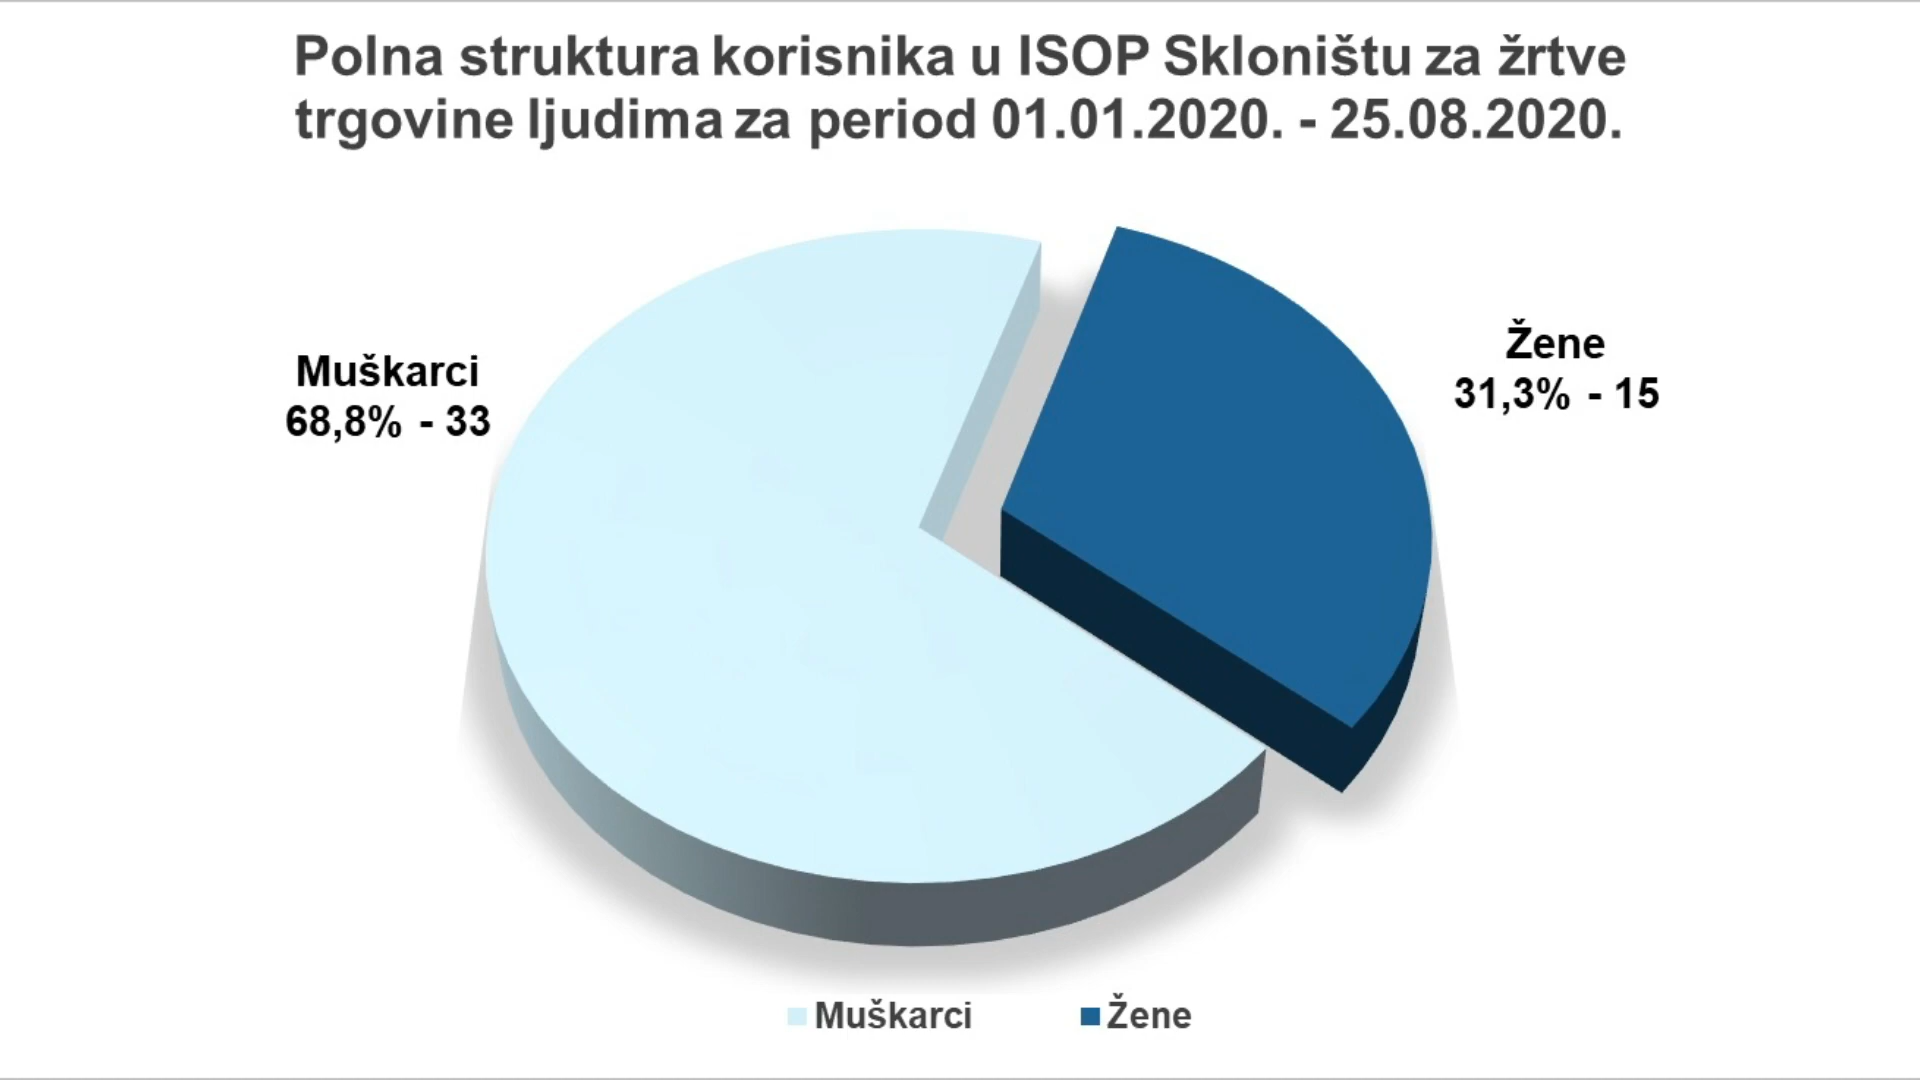 Polna struktura korisnika u ISOP Skloništu za žrtve
trgovine ljudima za period 01.01.2020. - 25.08.2020.
Muškarci
68,8% - 33
Žene
31,3% - 15
Muškarci
Žene